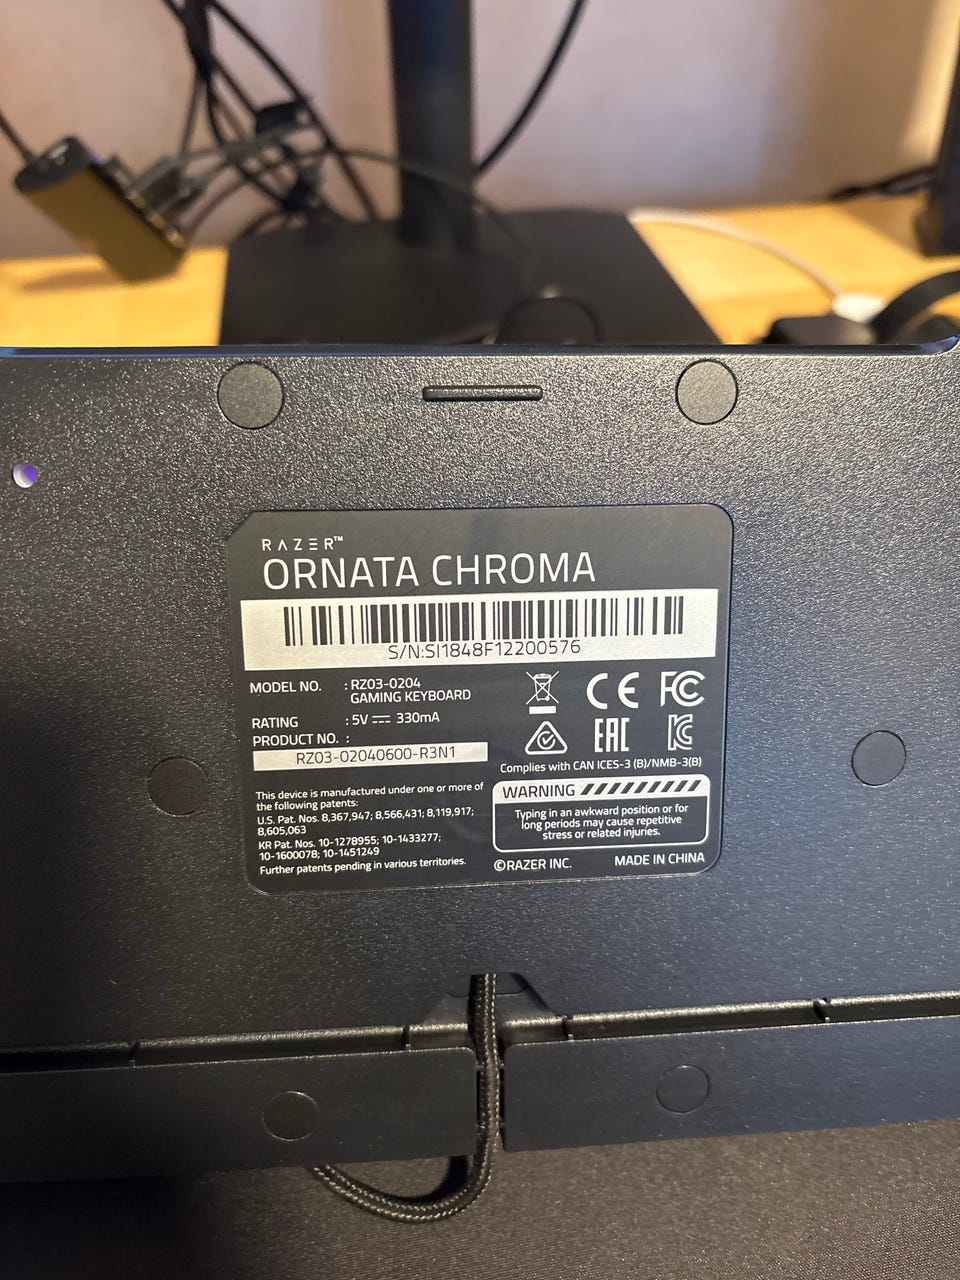 RAZER™
ORNATA CHROMA
S/N:SI1848F12200576
MODEL NO. : RZ03-0204
GAMING KEYBOARD
RATING : 5V ⎓ 330mA
PRODUCT NO. :
RZ03-02040600-R3N1
This device is manufactured under one or more of
the following patents:
U.S. Pat. Nos. 8,367,947; 8,566,431; 8,119,917;
8,605,063
KR Pat. Nos. 10-1278955; 10-1433277;
10-1600078; 10-1451249
Further patents pending in various territories.
CE FC
EAC KC
Complies with CAN ICES-3 (B)/NMB-3(B)
WARNING
Typing in an awkward position or for
long periods may cause repetitive
stress or related injuries.
©RAZER INC. MADE IN CHINA